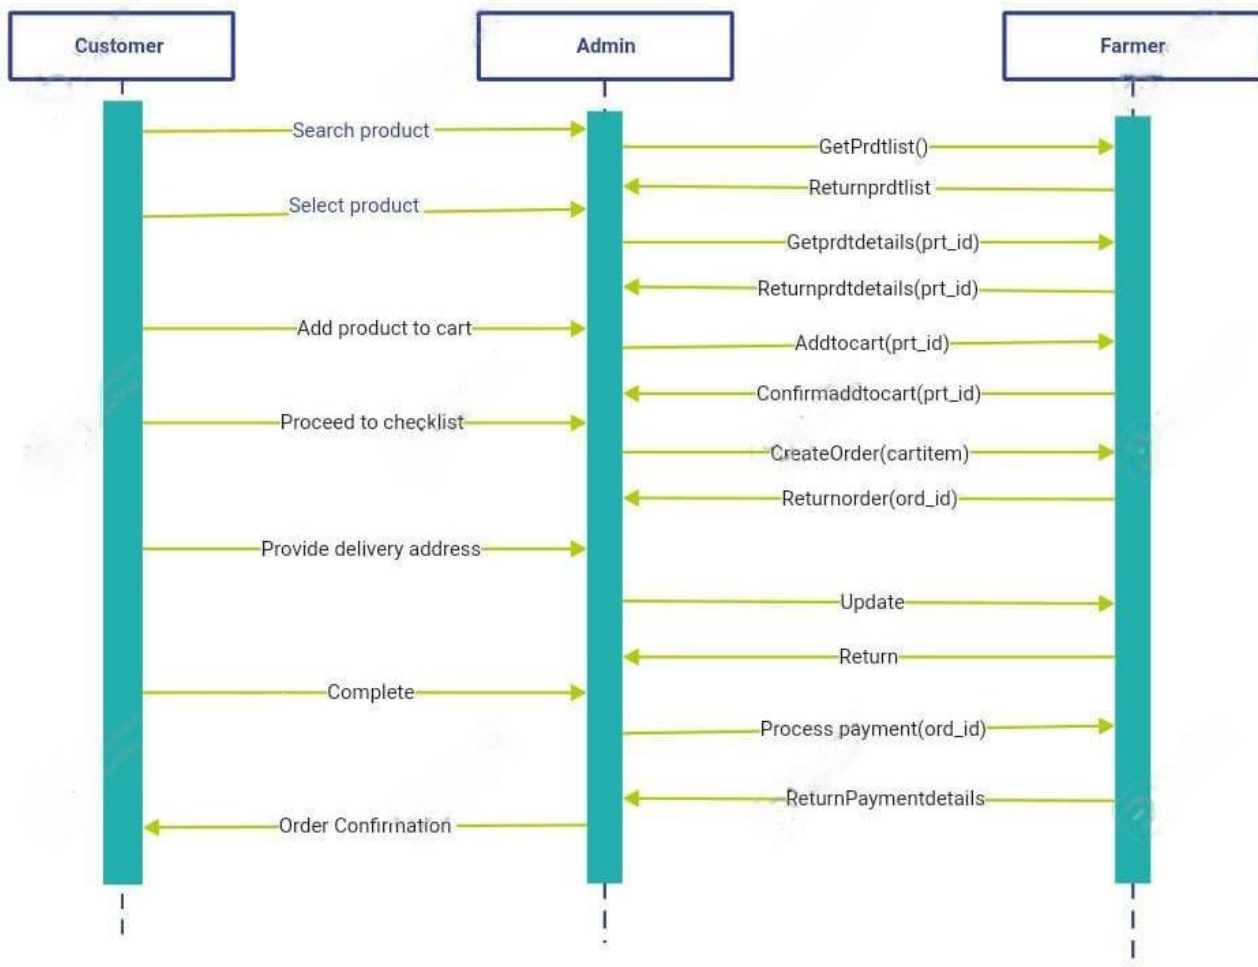 Customer
Admin
Farmer
Search product
GetPrdtlist()
Returnprdtlist
Select product
Getprdtdetails(prt_id)
Returnprdtdetails(prt_id)
Add product to cart
Addtocart(prt_id)
Confirmaddtocart(prt_id)
Proceed to checklist
CreateOrder(cartitem)
Returnorder(ord_id)
Provide delivery address
Update
Return
Complete
Process payment(ord_id)
ReturnPaymentdetails
Order Confirmation